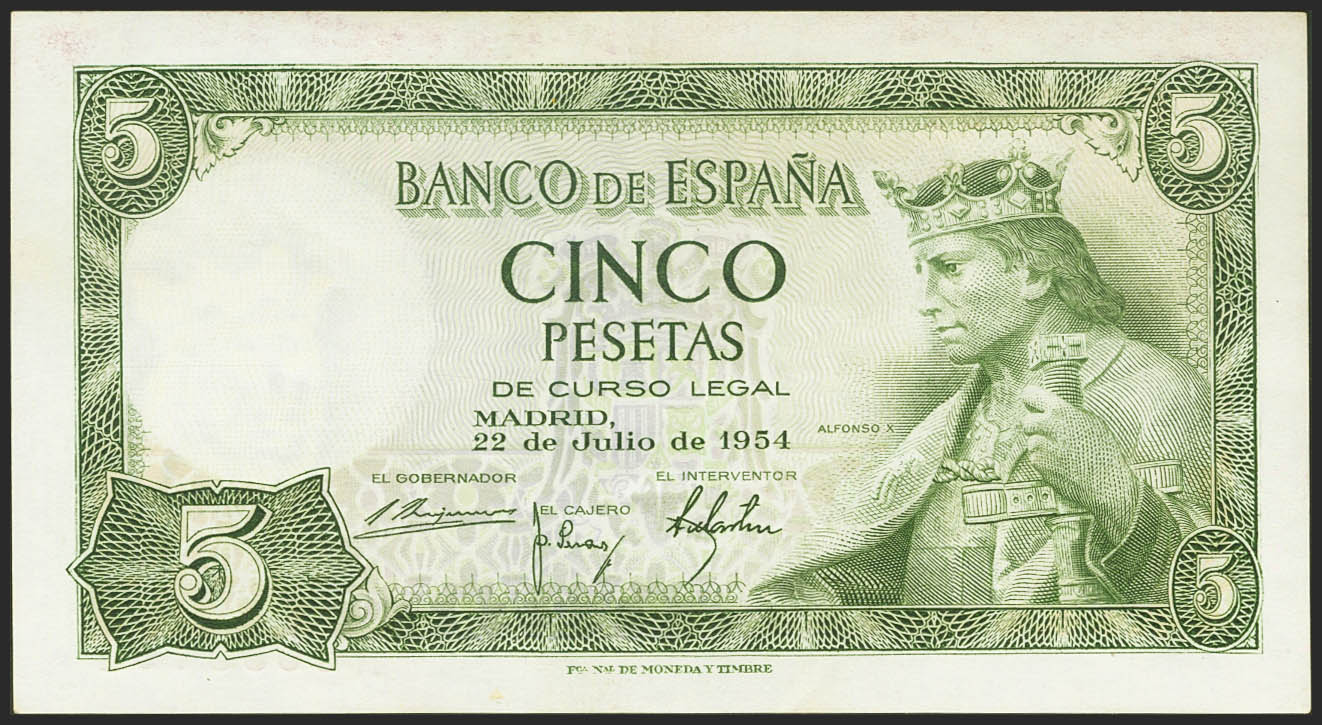 5 5
BANCO DE ESPAÑA
CINCO
PESETAS
DE CURSO LEGAL
MADRID,
22 de Julio de 1954
ALFONSO X
EL GOBERNADOR EL INTERVENTOR
EL CAJERO
5 5
FCA NAL DE MONEDA Y TIMBRE